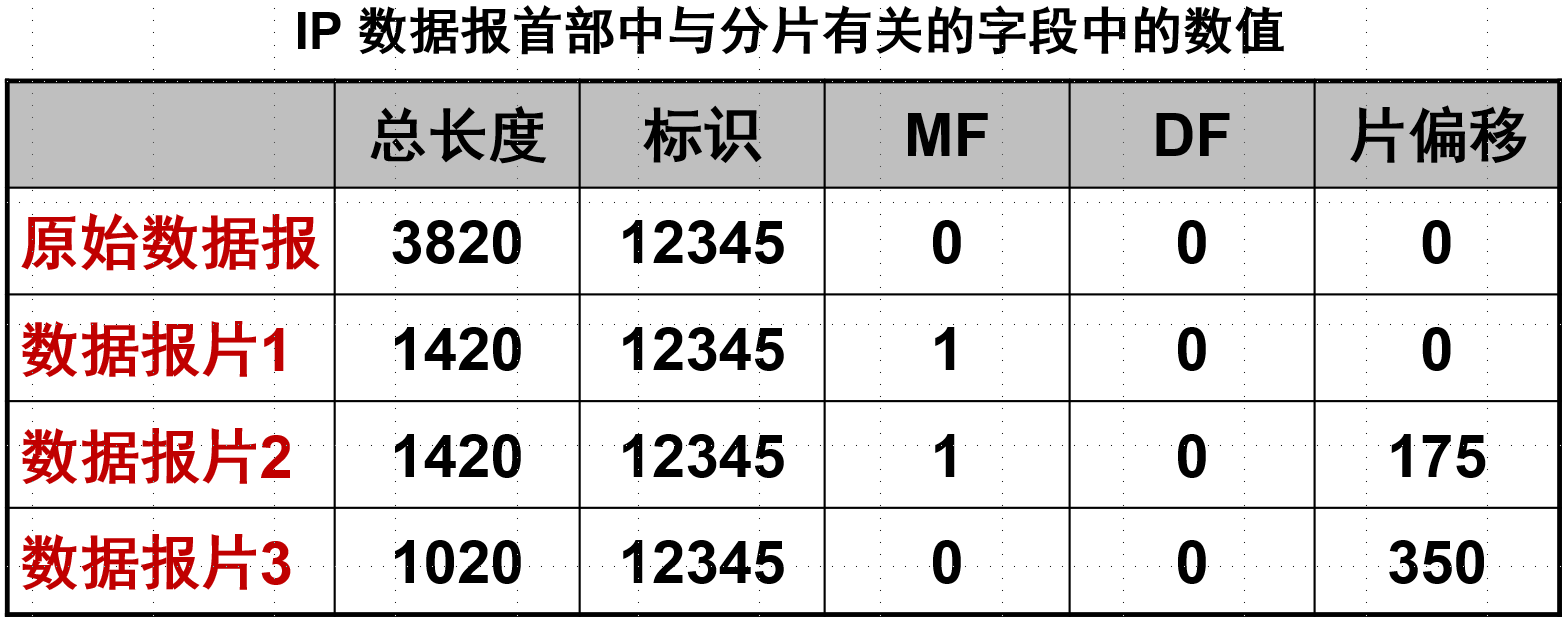 IP 数据报首部中与分片有关的字段中的数值
总长度 标识 MF DF 片偏移
原始数据报 3820 12345 0 0 0
数据报片1 1420 12345 1 0 0
数据报片2 1420 12345 1 0 175
数据报片3 1020 12345 0 0 350